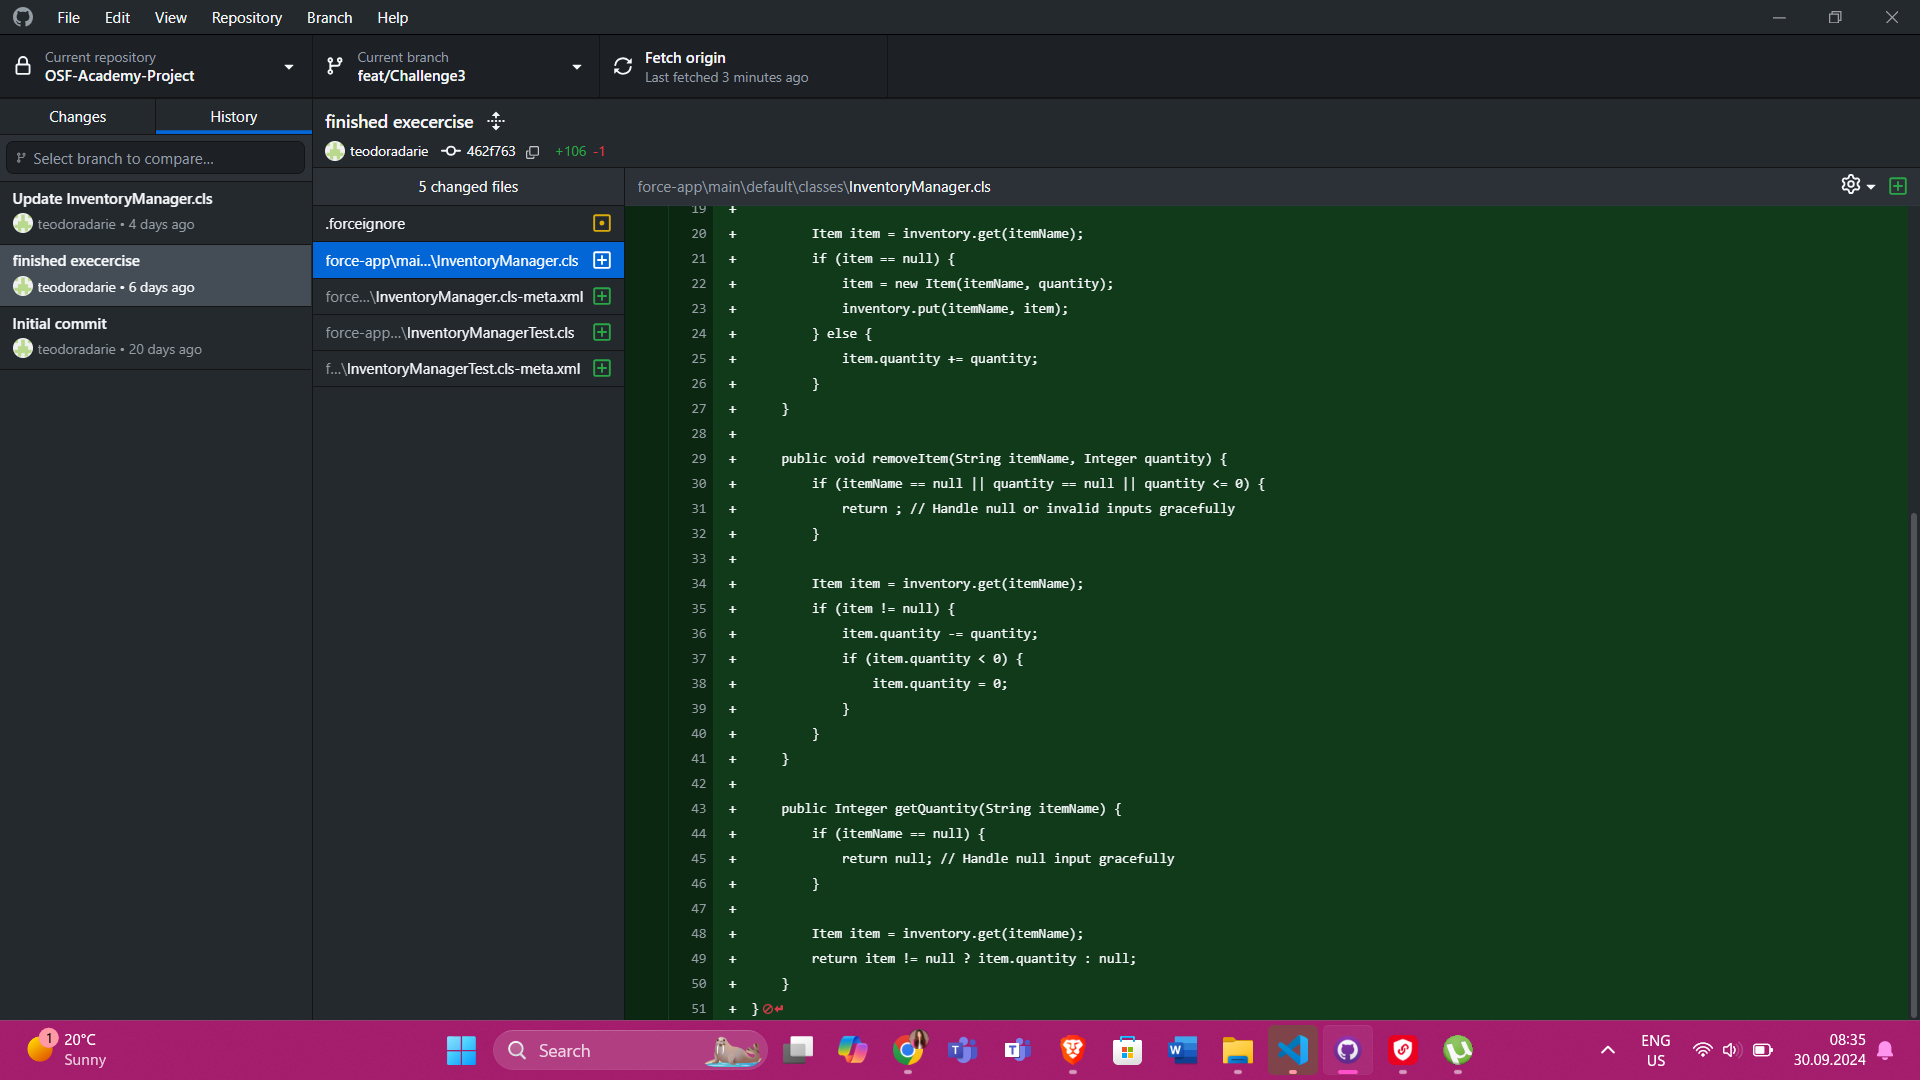 File Edit View Repository Branch Help
Current repository
OSF-Academy-Project
Current branch
feat/Challenge3
Fetch origin
Last fetched 3 minutes ago
Changes
History
Select branch to compare...
Update InventoryManager.cls
teodoradarie • 4 days ago
finished execercise
teodoradarie • 6 days ago
Initial commit
teodoradarie • 20 days ago
finished execercise
teodoradarie 462f763 +106 -1
5 changed files
.forceignore
force-app\mai...\InventoryManager.cls
force...\InventoryManager.cls-meta.xml
force-app...\InventoryManagerTest.cls
f...\InventoryManagerTest.cls-meta.xml
force-app\main\default\classes\InventoryManager.cls
19 +
20 + Item item = inventory.get(itemName);
21 + if (item == null) {
22 + item = new Item(itemName, quantity);
23 + inventory.put(itemName, item);
24 + } else {
25 + item.quantity += quantity;
26 + }
27 + }
28 +
29 + public void removeItem(String itemName, Integer quantity) {
30 + if (itemName == null || quantity == null || quantity <= 0) {
31 + return ; // Handle null or invalid inputs gracefully
32 + }
33 +
34 + Item item = inventory.get(itemName);
35 + if (item != null) {
36 + item.quantity -= quantity;
37 + if (item.quantity < 0) {
38 + item.quantity = 0;
39 + }
40 + }
41 + }
42 +
43 + public Integer getQuantity(String itemName) {
44 + if (itemName == null) {
45 + return null; // Handle null input gracefully
46 + }
47 +
48 + Item item = inventory.get(itemName);
49 + return item != null ? item.quantity : null;
50 + }
51 + }
1
20°C
Sunny
Search
ENG
US
08:35
30.09.2024